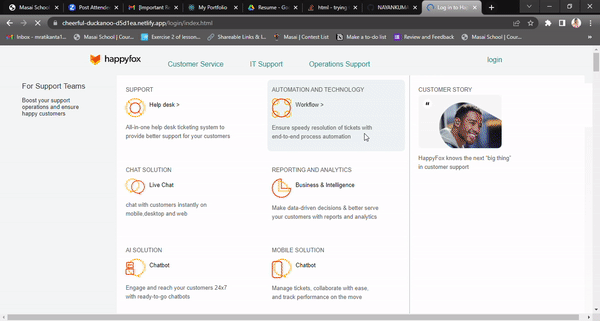 Masai School
Post Attende
[Important R
My Portfolio
Resume - Go
html - trying
NAYANKUM
Log in to Ha
cheerful-duckanoo-d5d1ea.netlify.app/login/index.html
Masai School | Cour...
Inbox - mratikanta1...
Exercise 2 of lesson...
Shareable Links & I...
Masai | Contest List
Make a to-do list
Review and Feedback
Masai School | Cour...
happyfox
Customer Service
IT Support
Operations Support
login
For Support Teams
Boost your support
operations and ensure
happy customers
SUPPORT
Help desk >
All-in-one help desk ticketing system to
provide better support for your customers
AUTOMATION AND TECHNOLOGY
Workflow >
Ensure speedy resolution of tickets with
end-to-end process automation
CUSTOMER STORY
HappyFox knows the next "big thing"
in customer support
CHAT SOLUTION
Live Chat
chat with customers instantly on
mobile,desktop and web
REPORTING AND ANALYTICS
Business & Intelligence
Make data-driven decisions & better serve
your customers with reports and analytics
AI SOLUTION
Chatbot
Engage and reach your customers 24x7
with ready-to-go chatbots
MOBILE SOLUTION
Chatbot
Manage tickets, collaborate with ease,
and track performance on the move